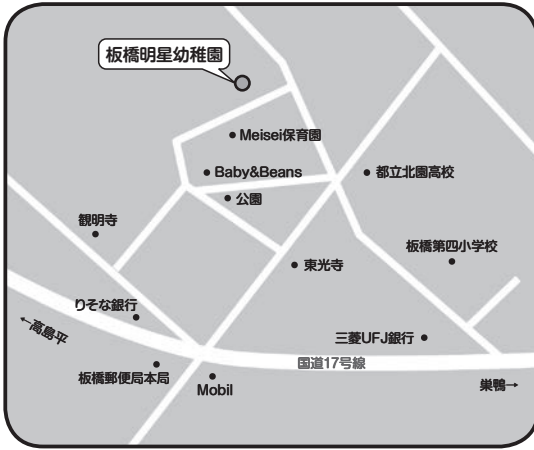 板橋明星幼稚園
Meisei保育園
Baby&Beans
都立北園高校
公園
観明寺
板橋第四小学校
東光寺
りそな銀行
←高島平
三菱UFJ銀行
国道17号線
板橋郵便局本局
Mobil
巣鴨→